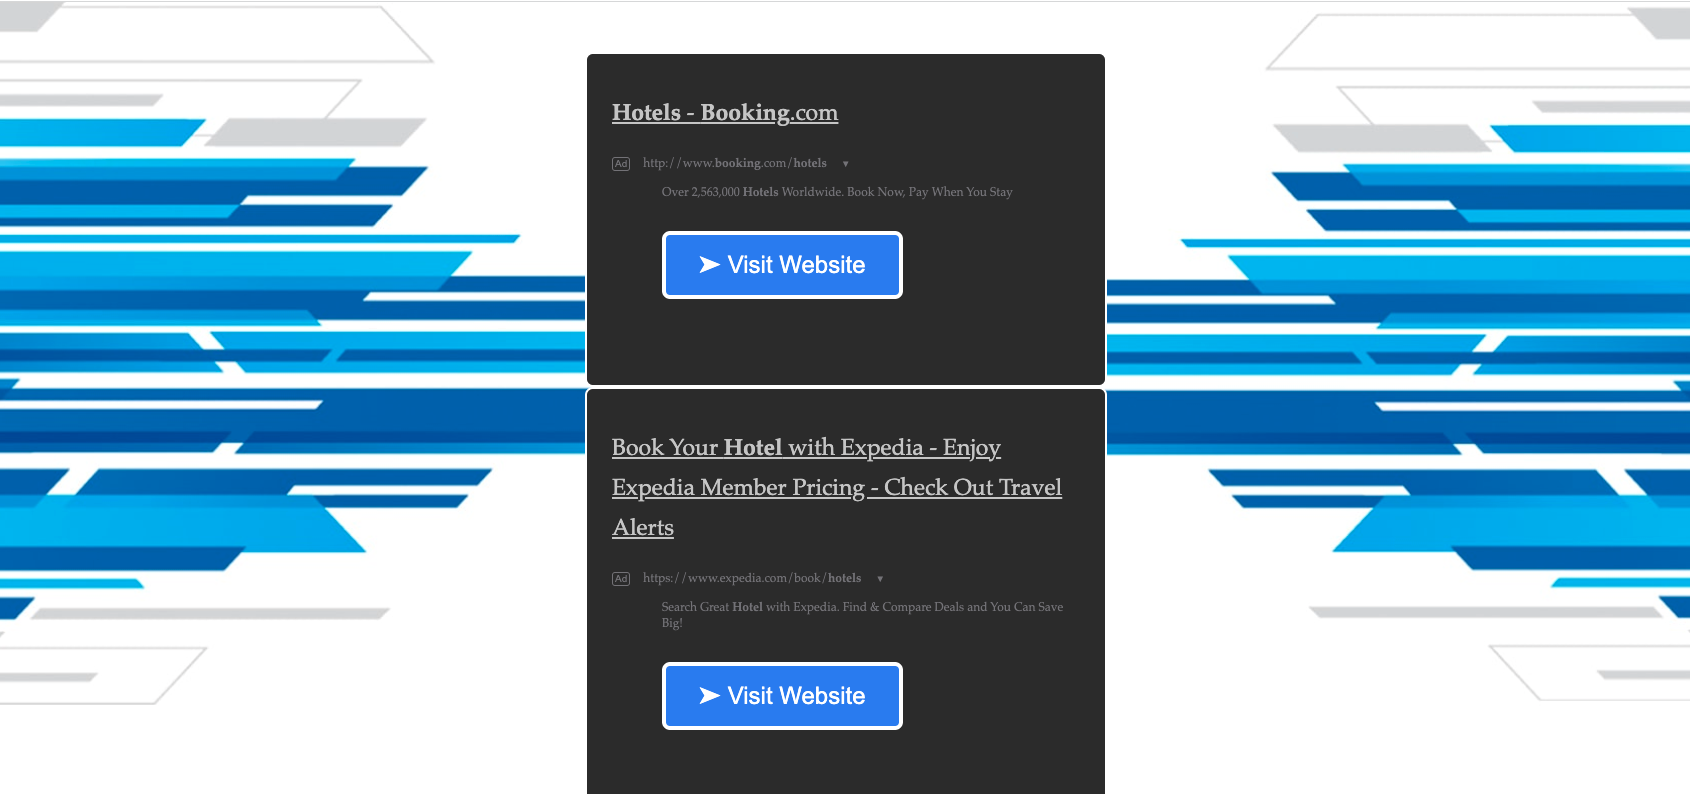 Hotels - Booking.com
Ad http://www.booking.com/hotels ▼
Over 2,563,000 Hotels Worldwide. Book Now, Pay When You Stay
➤ Visit Website
Book Your Hotel with Expedia - Enjoy
Expedia Member Pricing - Check Out Travel
Alerts
Ad https://www.expedia.com/book/hotels ▼
Search Great Hotel with Expedia. Find & Compare Deals and You Can Save
Big!
➤ Visit Website